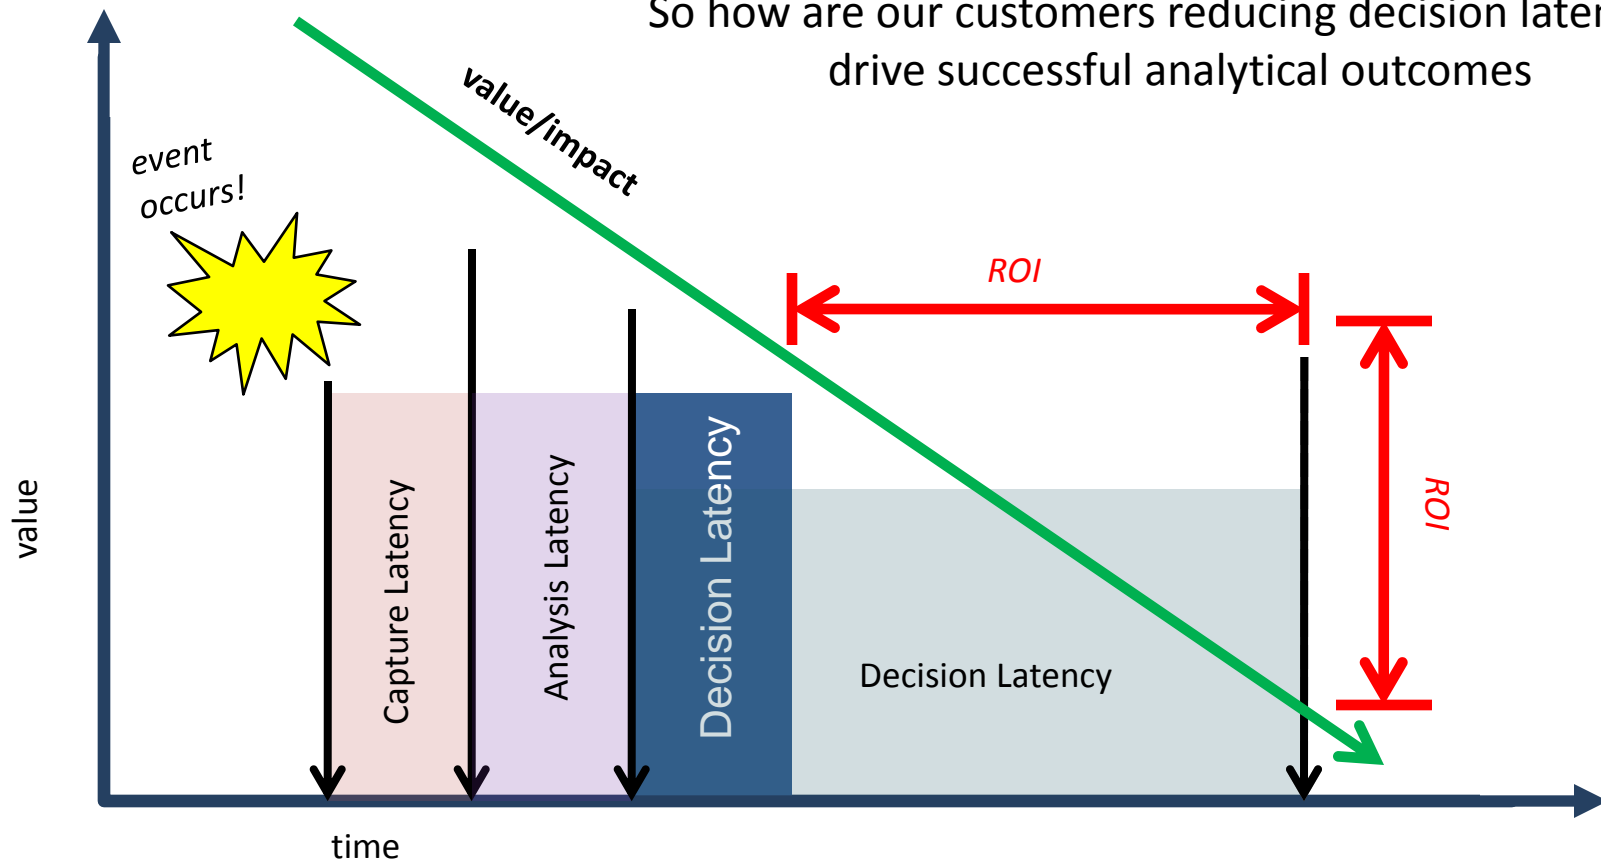 So how are our customers reducing decision
drive successful analytical outcomes
value/impact
event
occurs!
ROI
ROI
value
Capture Latency
Analysis Latency
Decision Latency
Decision Latency
time